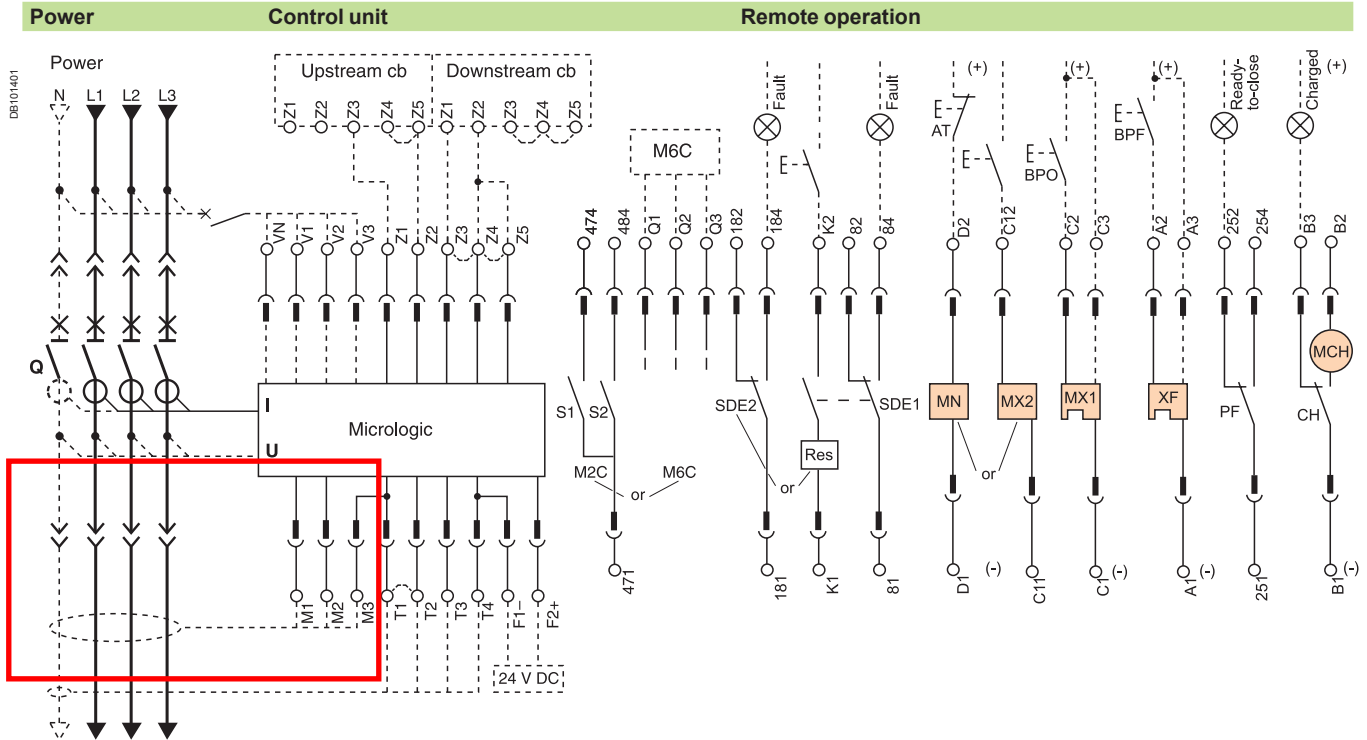 Power Control unit Remote operation
DB101401
Power
N L1 L2 L3
Upstream cb Downstream cb
Z1 Z2 Z3 Z4 Z5 Z1 Z2 Z3 Z4 Z5
M6C
Fault
E
Fault
(+)
AT
E
(+)
E
BPO
(+)
E
BPF
Ready-
to-close
Charged
(+)
VN V1 V2 V3 Z1 Z2 Z3 Z4 Z5
474 484 Q1 Q2 Q3 182 184 K2 82 84 D2 C12 C2 C3 A2 A3 252 254 B3 B2
Q
MCH
I
U
Micrologic
S1 S2 SDE2 SDE1 MN MX2 MX1 XF PF CH
Res
M2C or M6C
or
or
M1 M2 M3 T1 T2 T3 T4 F1– F2+
471 181 K1 81 D1 (-) C11 C1 (-) A1 (-) 251 B1 (-)
24 V DC